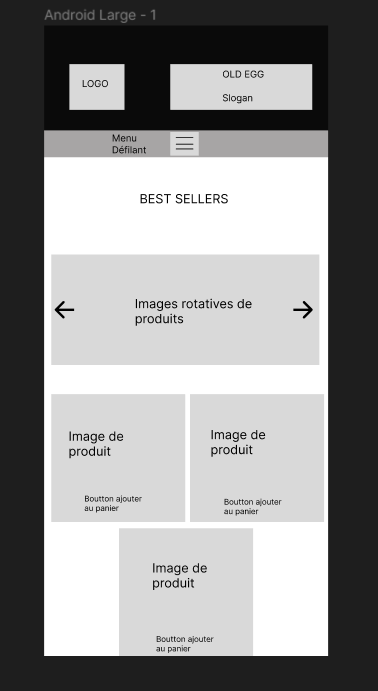 Android Large - 1
LOGO
OLD EGG
Slogan
Menu
Défilant
BEST SELLERS
Images rotatives de
produits
Image de
produit
Boutton ajouter
au panier
Image de
produit
Boutton ajouter
au panier
Image de
produit
Boutton ajouter
au panier